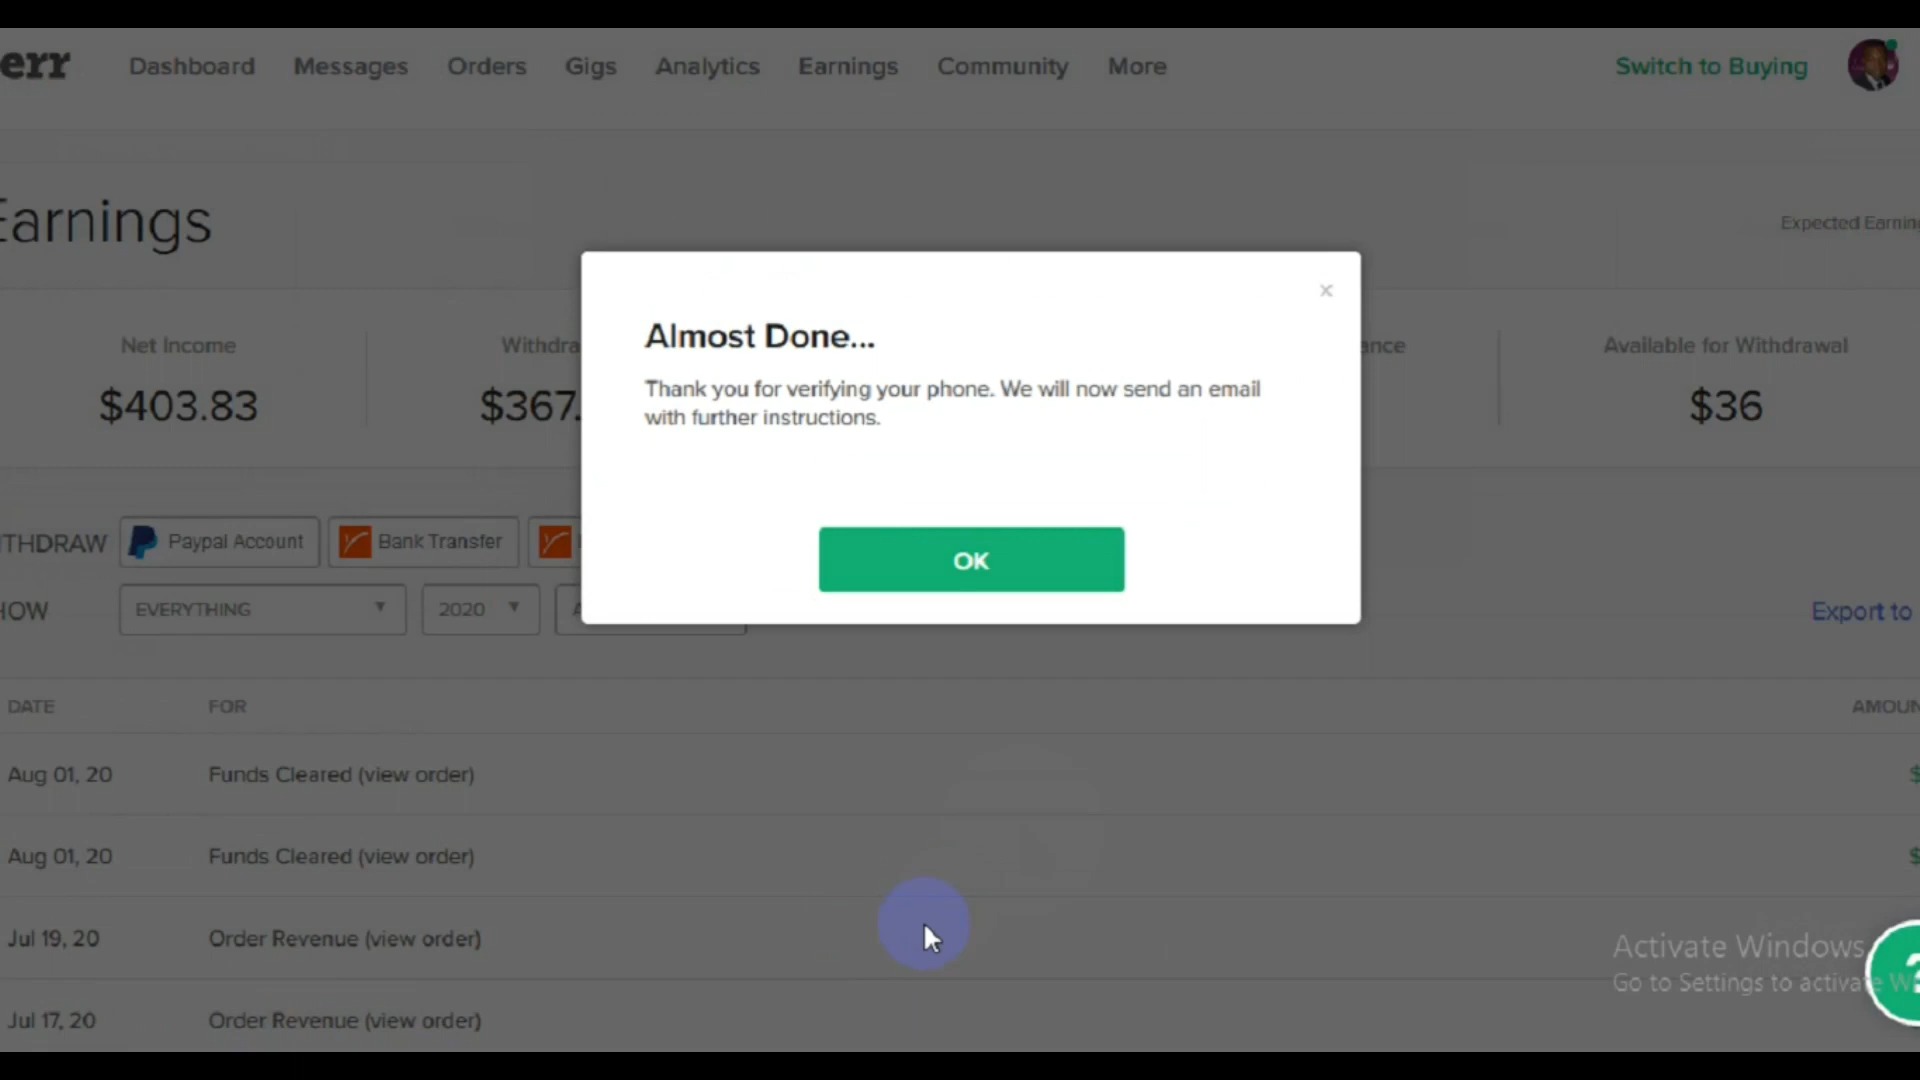 err Dashboard Messages Orders Gigs Analytics Earnings Community More Switch to Buying
Earnings
Expected Earning
×
Almost Done...
Thank you for verifying your phone. We will now send an email
with further instructions.
OK
Net Income Withdra ance Available for Withdrawal
$403.83 $367. $36
THDRAW Paypal Account Bank Transfer
HOW EVERYTHING 2020 A Export to
DATE FOR AMOUN
Aug 01, 20 Funds Cleared (view order) $
Aug 01, 20 Funds Cleared (view order) $
Jul 19, 20 Order Revenue (view order)
Jul 17, 20 Order Revenue (view order)
Activate Windows
Go to Settings to activate W
?